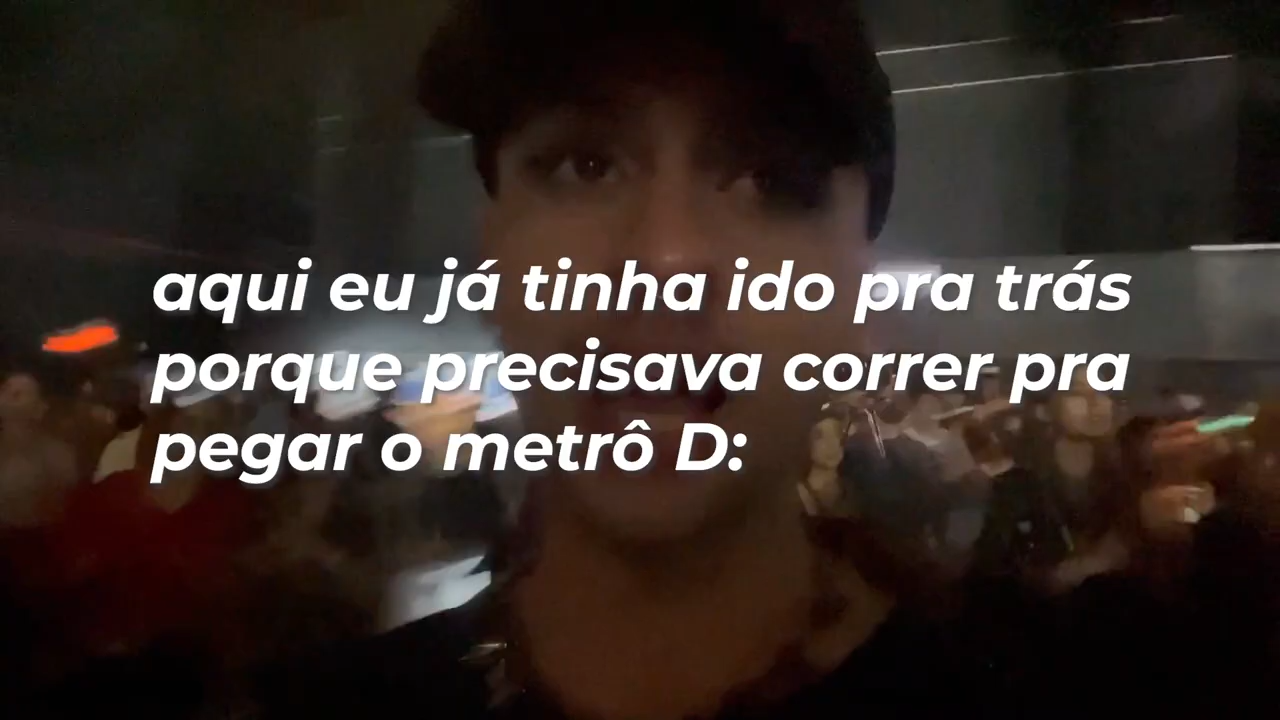 aqui eu já tinha ido pra trás
porque precisava correr pra
pegar o metrô D: